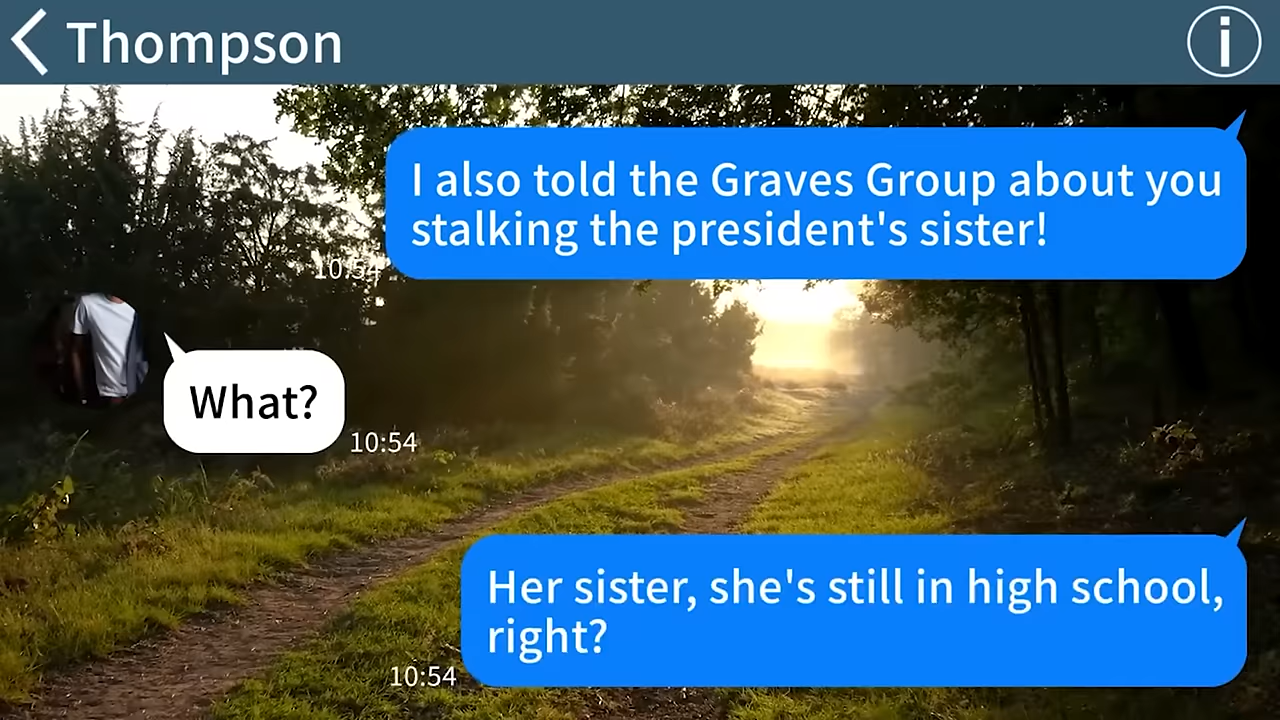 Thompson
I also told the Graves Group about you
stalking the president's sister!
10:54
What?
10:54
Her sister, she's still in high school,
right?
10:54